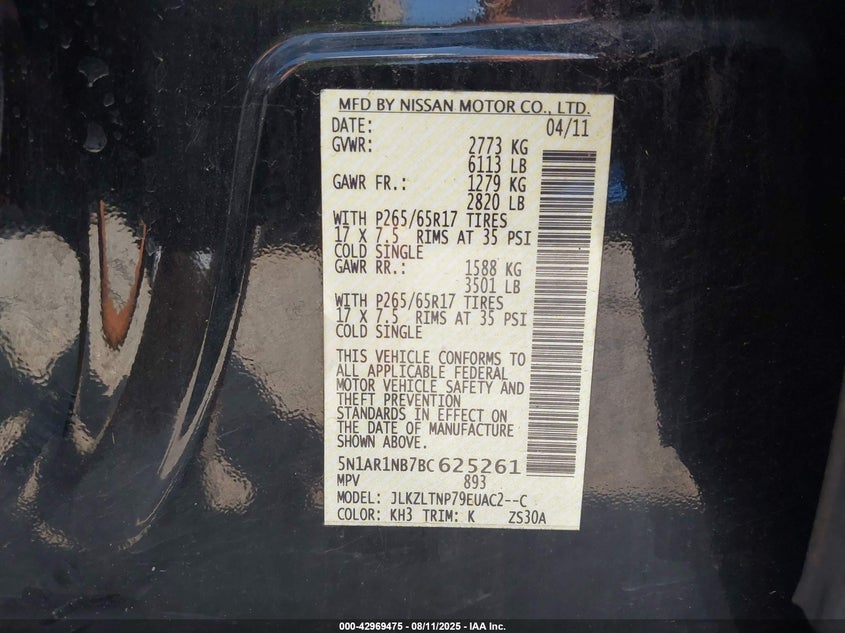 MFD BY NISSAN MOTOR CO., LTD.
DATE: 04/11
GVWR: 2773 KG
6113 LB
GAWR FR.: 1279 KG
2820 LB
WITH P265/65R17 TIRES
17 X 7.5 RIMS AT 35 PSI
COLD SINGLE
GAWR RR.: 1588 KG
3501 LB
WITH P265/65R17 TIRES
17 X 7.5 RIMS AT 35 PSI
COLD SINGLE
THIS VEHICLE CONFORMS TO
ALL APPLICABLE FEDERAL
MOTOR VEHICLE SAFETY AND
THEFT PREVENTION
STANDARDS IN EFFECT ON
THE DATE OF MANUFACTURE
SHOWN ABOVE.
5N1AR1NB7BC625261
MPV 893
MODEL: JLKZLTNP79EUAC2--C
COLOR: KH3 TRIM: K ZS30A
000-42969475 - 08/11/2025 - IAA Inc.